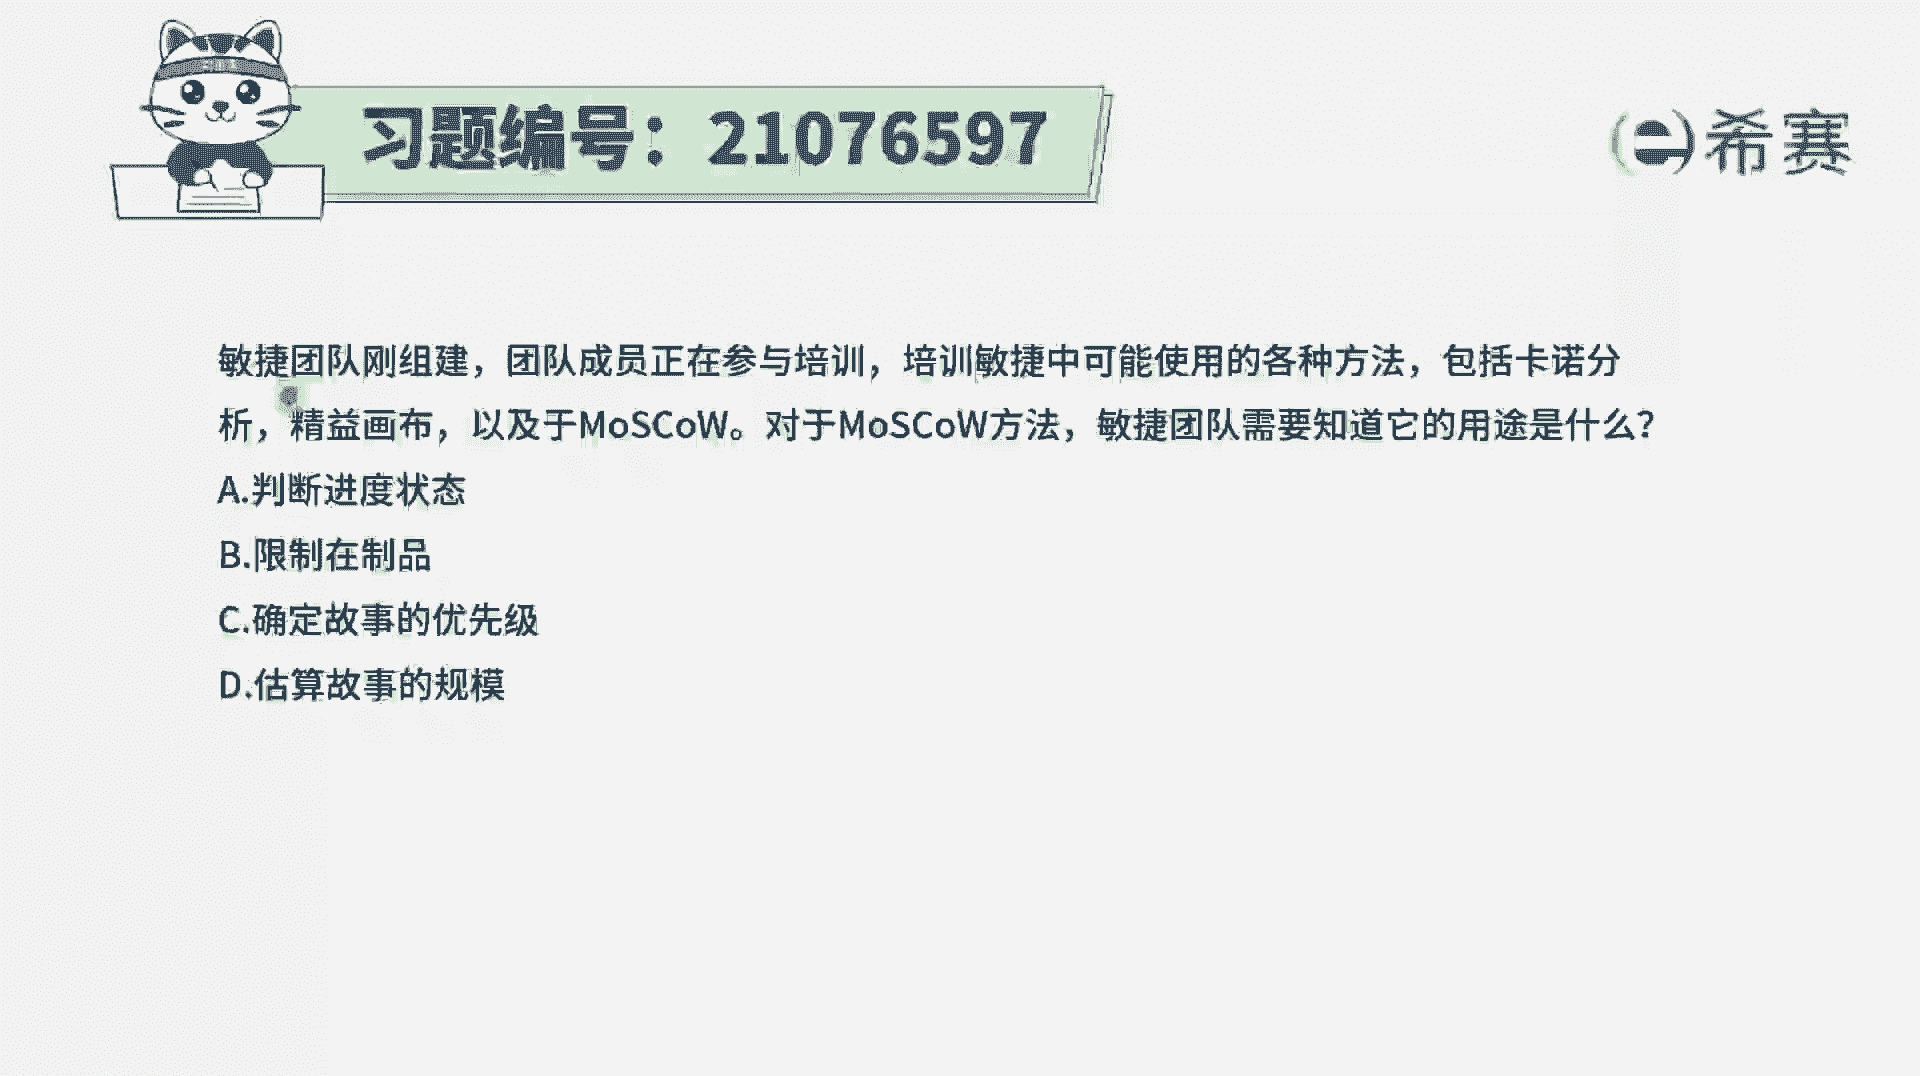 习题编号：21076597
希赛
敏捷团队刚组建，团队成员正在参与培训，培训敏捷中可能使用的各种方法，包括卡诺分
析，精益画布，以及于MoSCoW。对于MoSCoW方法，敏捷团队需要知道它的用途是什么？
A.判断进度状态
B.限制在制品
C.确定故事的优先级
D.估算故事的规模